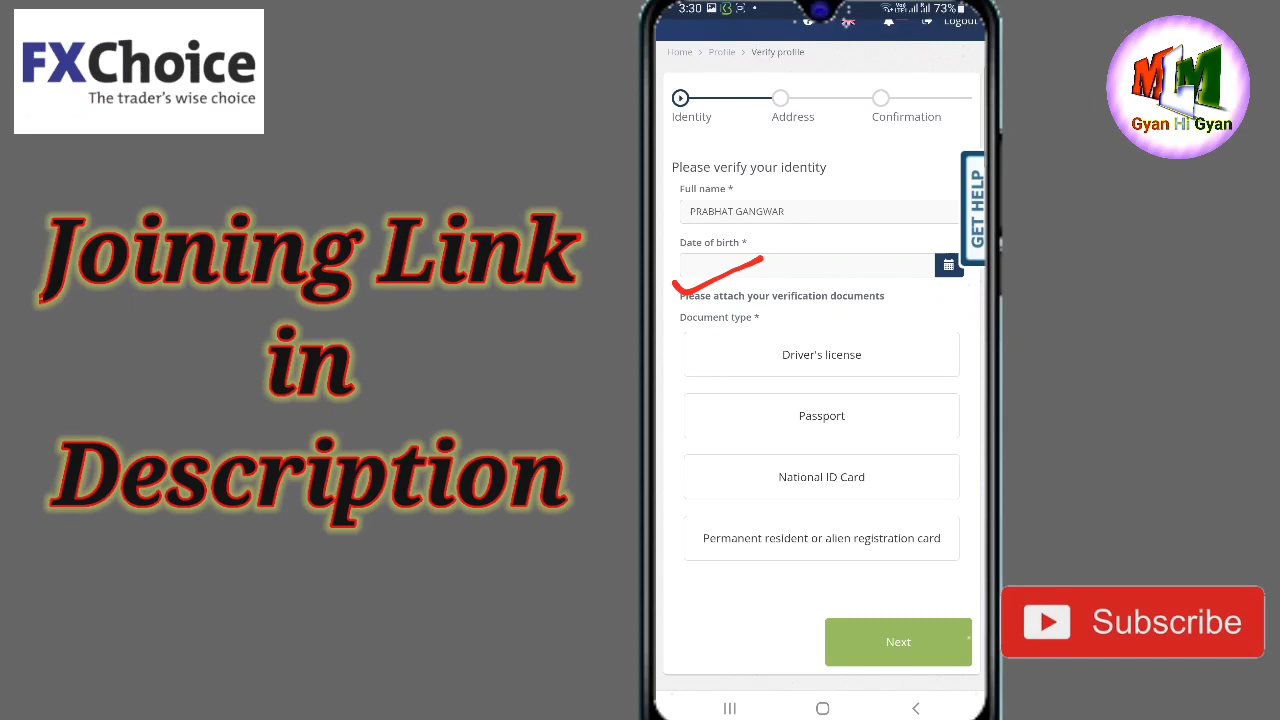 FXChoice
The trader's wise choice
Joining Link
in
Description
3:30
73%
Logout
Home > Profile > Verify profile
Identity
Address
Confirmation
Please verify your identity
Full name *
PRABHAT GANGWAR
Date of birth *
Please attach your verification documents
Document type *
Driver's license
Passport
National ID Card
Permanent resident or alien registration card
Next
GET HELP
MM
Gyan Hi Gyan
Subscribe